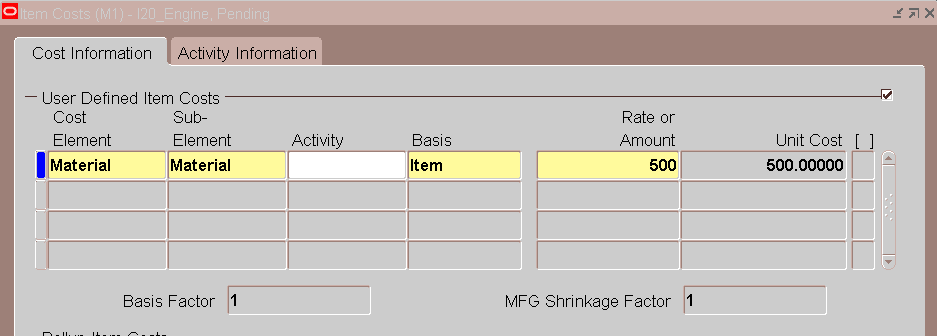 Item Costs (M1) - I20_Engine, Pending
Cost Information
Activity Information
User Defined Item Costs
Cost Element
Sub- Element
Activity
Basis
Rate or Amount
Unit Cost
[ ]
Material Material Item 500 500.00000
Basis Factor 1
MFG Shrinkage Factor 1
Rollup Item Costs